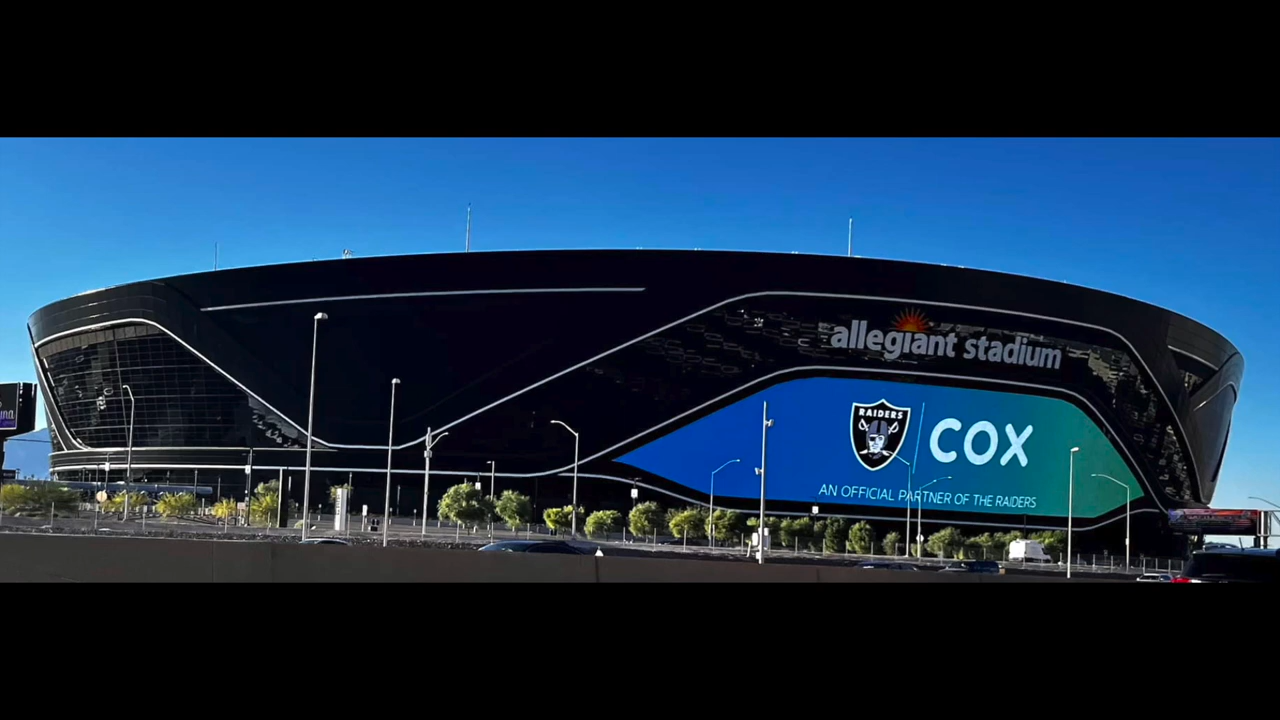 allegiant stadium
RAIDERS
COX
AN OFFICIAL PARTNER OF THE RAIDERS